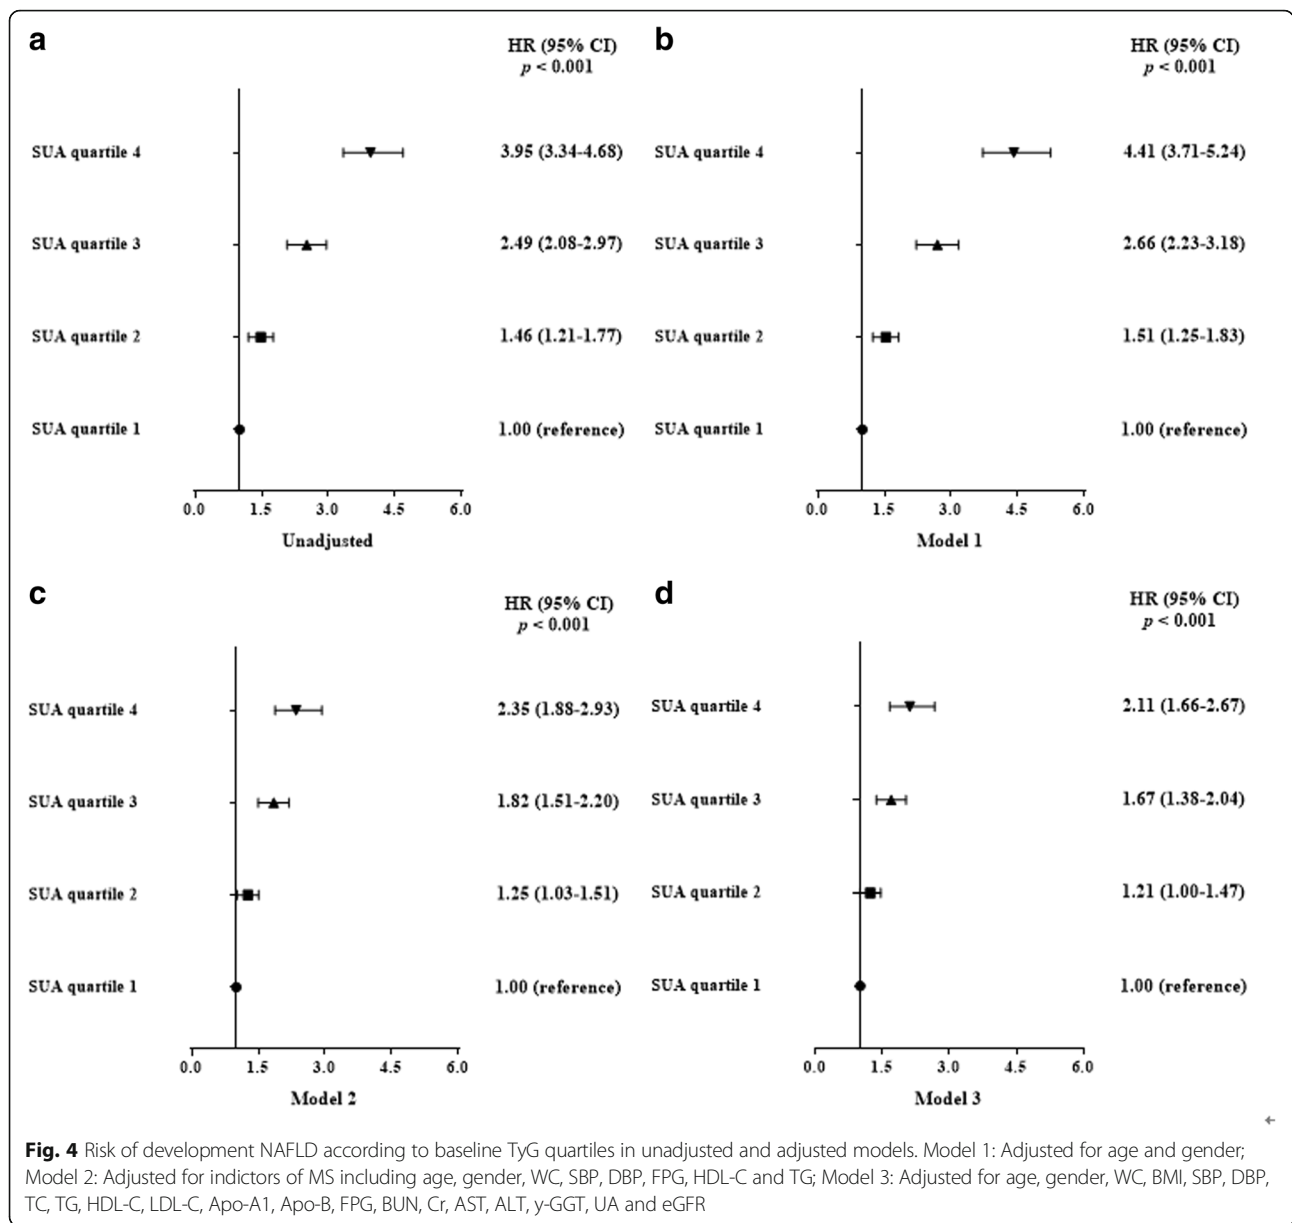 a
HR (95% CI)
p < 0.001
SUA quartile 4
3.95 (3.34-4.68)
SUA quartile 3
2.49 (2.08-2.97)
SUA quartile 2
1.46 (1.21-1.77)
SUA quartile 1
1.00 (reference)
0.0 1.5 3.0 4.5 6.0
Unadjusted
b
HR (95% CI)
p < 0.001
SUA quartile 4
4.41 (3.71-5.24)
SUA quartile 3
2.66 (2.23-3.18)
SUA quartile 2
1.51 (1.25-1.83)
SUA quartile 1
1.00 (reference)
0.0 1.5 3.0 4.5 6.0
Model 1
c
HR (95% CI)
p < 0.001
SUA quartile 4
2.35 (1.88-2.93)
SUA quartile 3
1.82 (1.51-2.20)
SUA quartile 2
1.25 (1.03-1.51)
SUA quartile 1
1.00 (reference)
0.0 1.5 3.0 4.5 6.0
Model 2
d
HR (95% CI)
p < 0.001
SUA quartile 4
2.11 (1.66-2.67)
SUA quartile 3
1.67 (1.38-2.04)
SUA quartile 2
1.21 (1.00-1.47)
SUA quartile 1
1.00 (reference)
0.0 1.5 3.0 4.5 6.0
Model 3
Fig. 4 Risk of development NAFLD according to baseline TyG quartiles in unadjusted and adjusted models. Model 1: Adjusted for age and gender;
Model 2: Adjusted for indictors of MS including age, gender, WC, SBP, DBP, FPG, HDL-C and TG; Model 3: Adjusted for age, gender, WC, BMI, SBP, DBP,
TC, TG, HDL-C, LDL-C, Apo-A1, Apo-B, FPG, BUN, Cr, AST, ALT, y-GGT, UA and eGFR